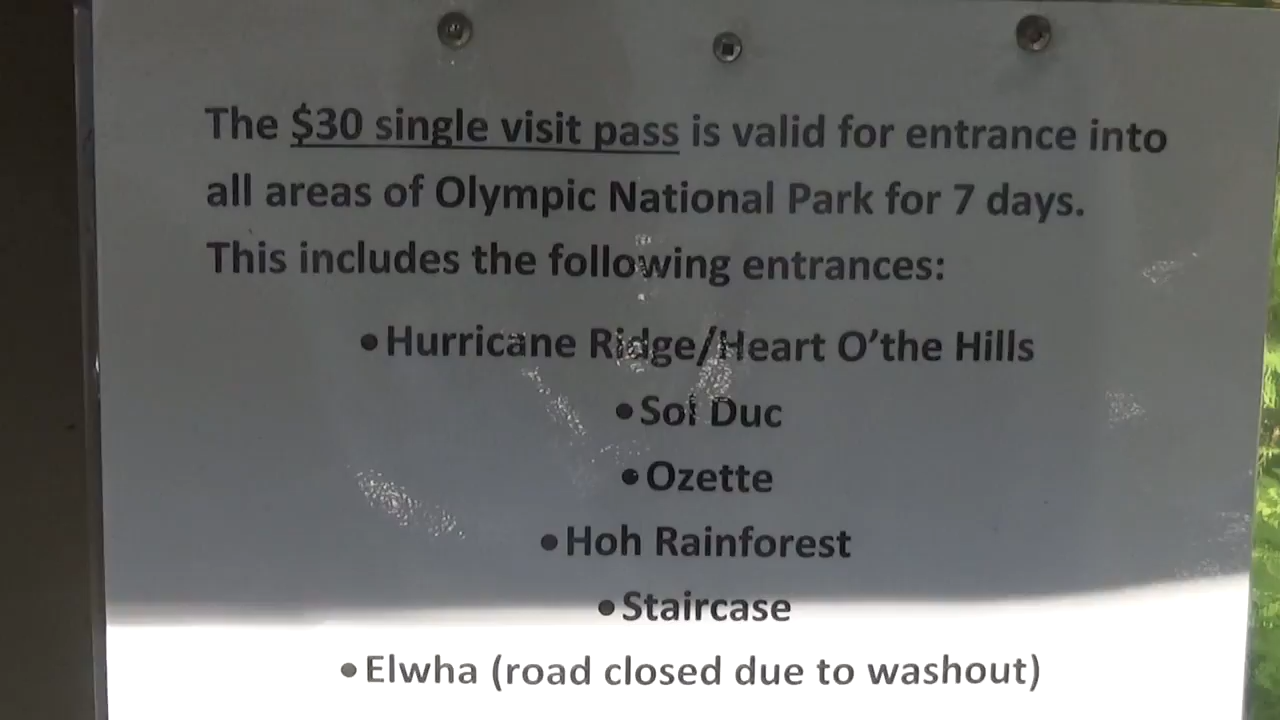 The $30 single visit pass is valid for entrance into
all areas of Olympic National Park for 7 days.
This includes the following entrances:
•Hurricane Ridge/Heart O'the Hills
•Sol Duc
•Ozette
•Hoh Rainforest
•Staircase
•Elwha (road closed due to washout)